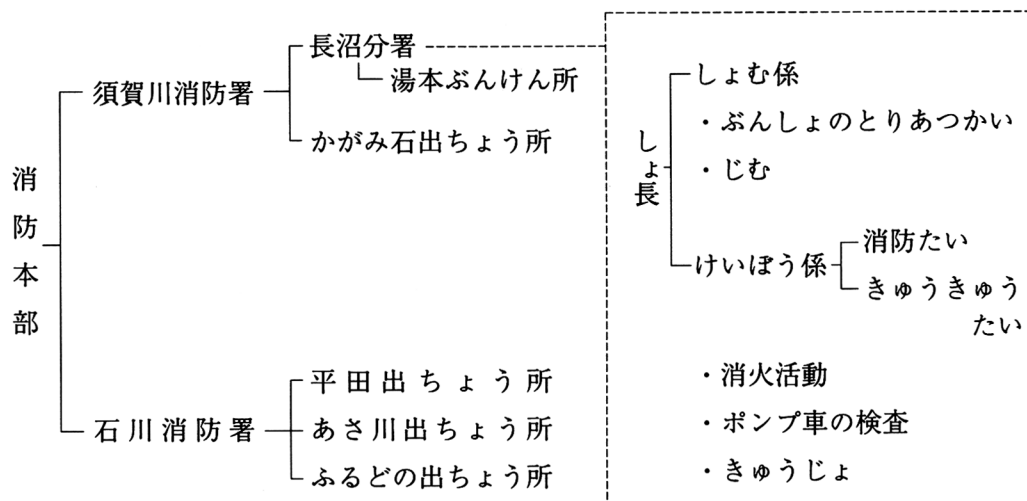 消防本部
須賀川消防署
長沼分署
湯本ぶんけん所
かがみ石出ちょう所
石川消防署
平田出ちょう所
あさ川出ちょう所
ふるどの出ちょう所
しょ長
しょむ係
・ぶんしょのとりあつかい
・じむ
けいぼう係
消防たい
きゅうきゅう
たい
・消火活動
・ポンプ車の検査
・きゅうじょ